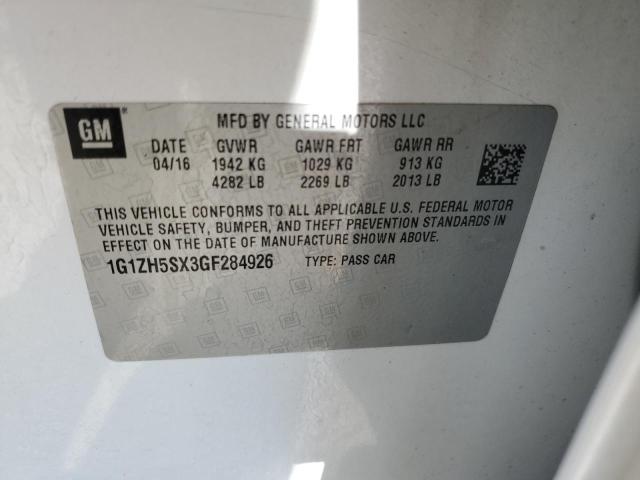 GM
MFD BY GENERAL MOTORS LLC
DATE GVWR GAWR FRT GAWR RR
04/16 1942 KG 1029 KG 913 KG
4282 LB 2269 LB 2013 LB
THIS VEHICLE CONFORMS TO ALL APPLICABLE U.S. FEDERAL MOTOR
VEHICLE SAFETY, BUMPER, AND THEFT PREVENTION STANDARDS IN
EFFECT ON THE DATE OF MANUFACTURE SHOWN ABOVE.
1G1ZH5SX3GF284926 TYPE: PASS CAR